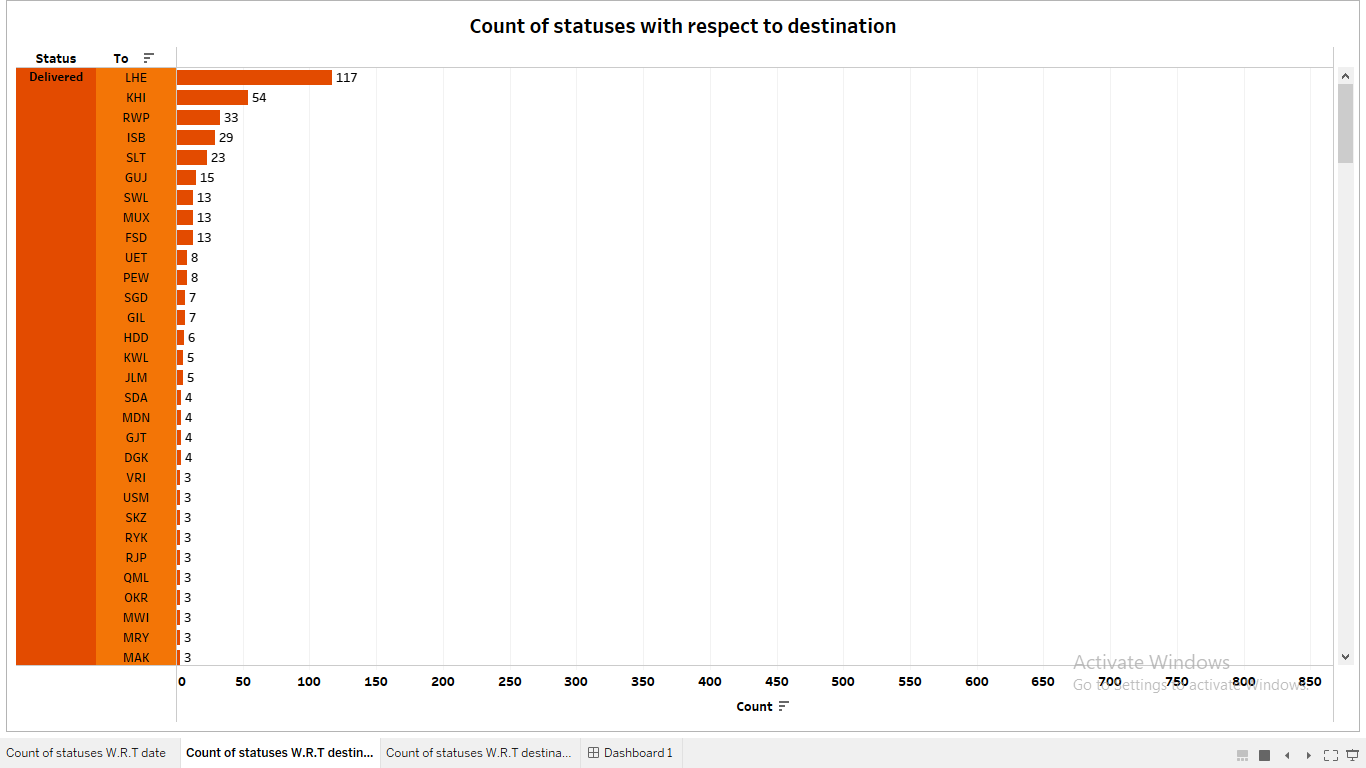 Count of statuses with respect to destination
Status To
Delivered LHE 117
KHI 54
RWP 33
ISB 29
SLT 23
GUJ 15
SWL 13
MUX 13
FSD 13
UET 8
PEW 8
SGD 7
GIL 7
HDD 6
KWL 5
JLM 5
SDA 4
MDN 4
GJT 4
DGK 4
VRI 3
USM 3
SKZ 3
RYK 3
RJP 3
QML 3
OKR 3
MWI 3
MRY 3
MAK 3
0 50 100 150 200 250 300 350 400 450 500 550 600 650 700 750 800 850
Count
Activate Windows
Go to Settings to activate Windows.
Count of statuses W.R.T date Count of statuses W.R.T destin... Count of statuses W.R.T destina... Dashboard 1